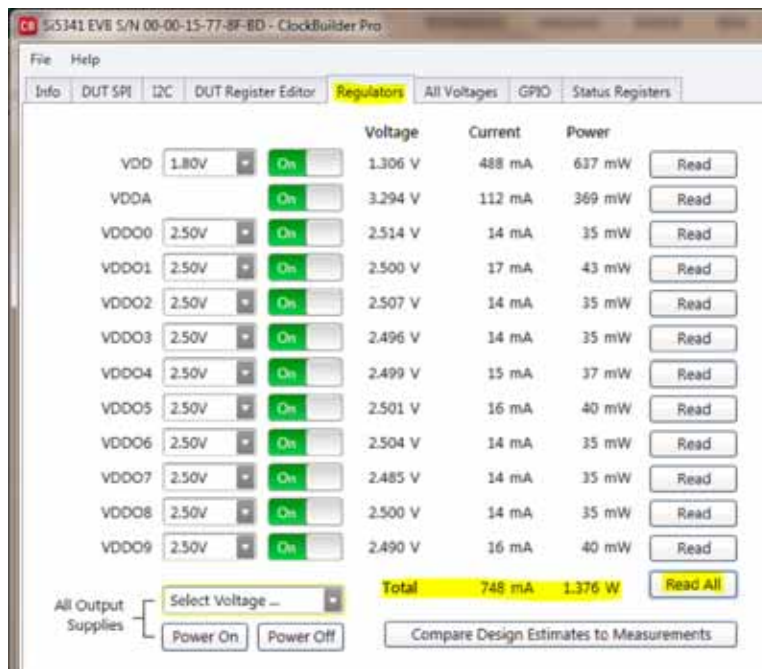 CB Si5341 EVB S/N 00-00-15-77-8F-BD - ClockBuilder Pro
File Help
Info DUT SPI I2C DUT Register Editor Regulators All Voltages GPIO Status Registers
Voltage Current Power
VDD 1.80V On 1.306 V 488 mA 637 mW Read
VDDA On 3.294 V 112 mA 369 mW Read
VDDO0 2.50V On 2.514 V 14 mA 35 mW Read
VDDO1 2.50V On 2.500 V 17 mA 43 mW Read
VDDO2 2.50V On 2.507 V 14 mA 35 mW Read
VDDO3 2.50V On 2.496 V 14 mA 35 mW Read
VDDO4 2.50V On 2.499 V 15 mA 37 mW Read
VDDO5 2.50V On 2.501 V 16 mA 40 mW Read
VDDO6 2.50V On 2.504 V 14 mA 35 mW Read
VDDO7 2.50V On 2.485 V 14 mA 35 mW Read
VDDO8 2.50V On 2.500 V 14 mA 35 mW Read
VDDO9 2.50V On 2.490 V 16 mA 40 mW Read
Total 748 mA 1.376 W Read All
All Output Supplies Select Voltage ...
Power On Power Off Compare Design Estimates to Measurements